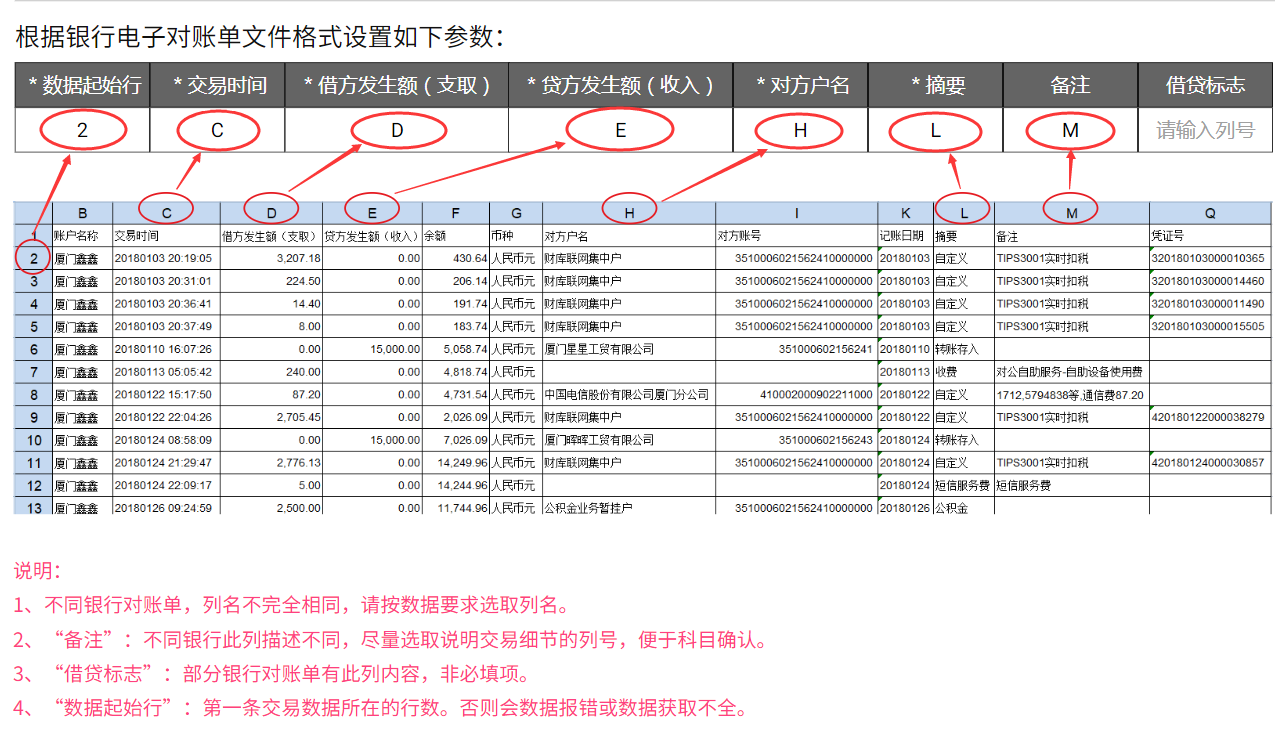 根据银行电子对账单文件格式设置如下参数：
* 数据起始行 * 交易时间 * 借方发生额（支取） * 贷方发生额（收入） * 对方户名 * 摘要 备注 借贷标志
2 C D E H L M 请输入列号
B C D E F G H I K L M Q
1 账户名称 交易时间 借方发生额（支取） 贷方发生额（收入） 余额 币种 对方户名 对方账号 记账日期 摘要 备注 凭证号
2 厦门鑫鑫 20180103 20:19:05 3,207.18 0.00 430.64 人民币元 财库联网集中户 3510006021562410000000 20180103 自定义 TIPS3001实时扣税 320180103000010365
3 厦门鑫鑫 20180103 20:31:01 224.50 0.00 206.14 人民币元 财库联网集中户 3510006021562410000000 20180103 自定义 TIPS3001实时扣税 320180103000014460
4 厦门鑫鑫 20180103 20:36:41 14.40 0.00 191.74 人民币元 财库联网集中户 3510006021562410000000 20180103 自定义 TIPS3001实时扣税 320180103000011490
5 厦门鑫鑫 20180103 20:37:49 8.00 0.00 183.74 人民币元 财库联网集中户 3510006021562410000000 20180103 自定义 TIPS3001实时扣税 320180103000015505
6 厦门鑫鑫 20180110 16:07:26 0.00 15,000.00 5,058.74 人民币元 厦门星星工贸有限公司 351000602156241 20180110 转账存入
7 厦门鑫鑫 20180113 05:05:42 240.00 0.00 4,818.74 人民币元 20180113 收费 对公自助服务-自助设备使用费
8 厦门鑫鑫 20180122 15:17:50 87.20 0.00 4,731.54 人民币元 中国电信股份有限公司厦门分公司 410002000902211000 20180122 自定义 1712,5794838等,通信费87.20
9 厦门鑫鑫 20180122 22:04:26 2,705.45 0.00 2,026.09 人民币元 财库联网集中户 3510006021562410000000 20180122 自定义 TIPS3001实时扣税 420180122000038279
10 厦门鑫鑫 20180124 08:58:09 0.00 15,000.00 7,026.09 人民币元 厦门晖晖工贸有限公司 351000602156243 20180124 转账存入
11 厦门鑫鑫 20180124 21:29:47 2,776.13 0.00 14,249.96 人民币元 财库联网集中户 3510006021562410000000 20180124 自定义 TIPS3001实时扣税 420180124000030857
12 厦门鑫鑫 20180124 22:09:17 5.00 0.00 14,244.96 人民币元 20180124 短信服务费 短信服务费
13 厦门鑫鑫 20180126 09:24:59 2,500.00 0.00 11,744.96 人民币元 公积金业务暂挂户 3510006021562410000000 20180126 公积金
说明：
1、不同银行对账单，列名不完全相同，请按数据要求选取列名。
2、“备注”：不同银行此列描述不同，尽量选取说明交易细节的列号，便于科目确认。
3、“借贷标志”：部分银行对账单有此列内容，非必填项。
4、“数据起始行”：第一条交易数据所在的行数。否则会数据报错或数据获取不全。